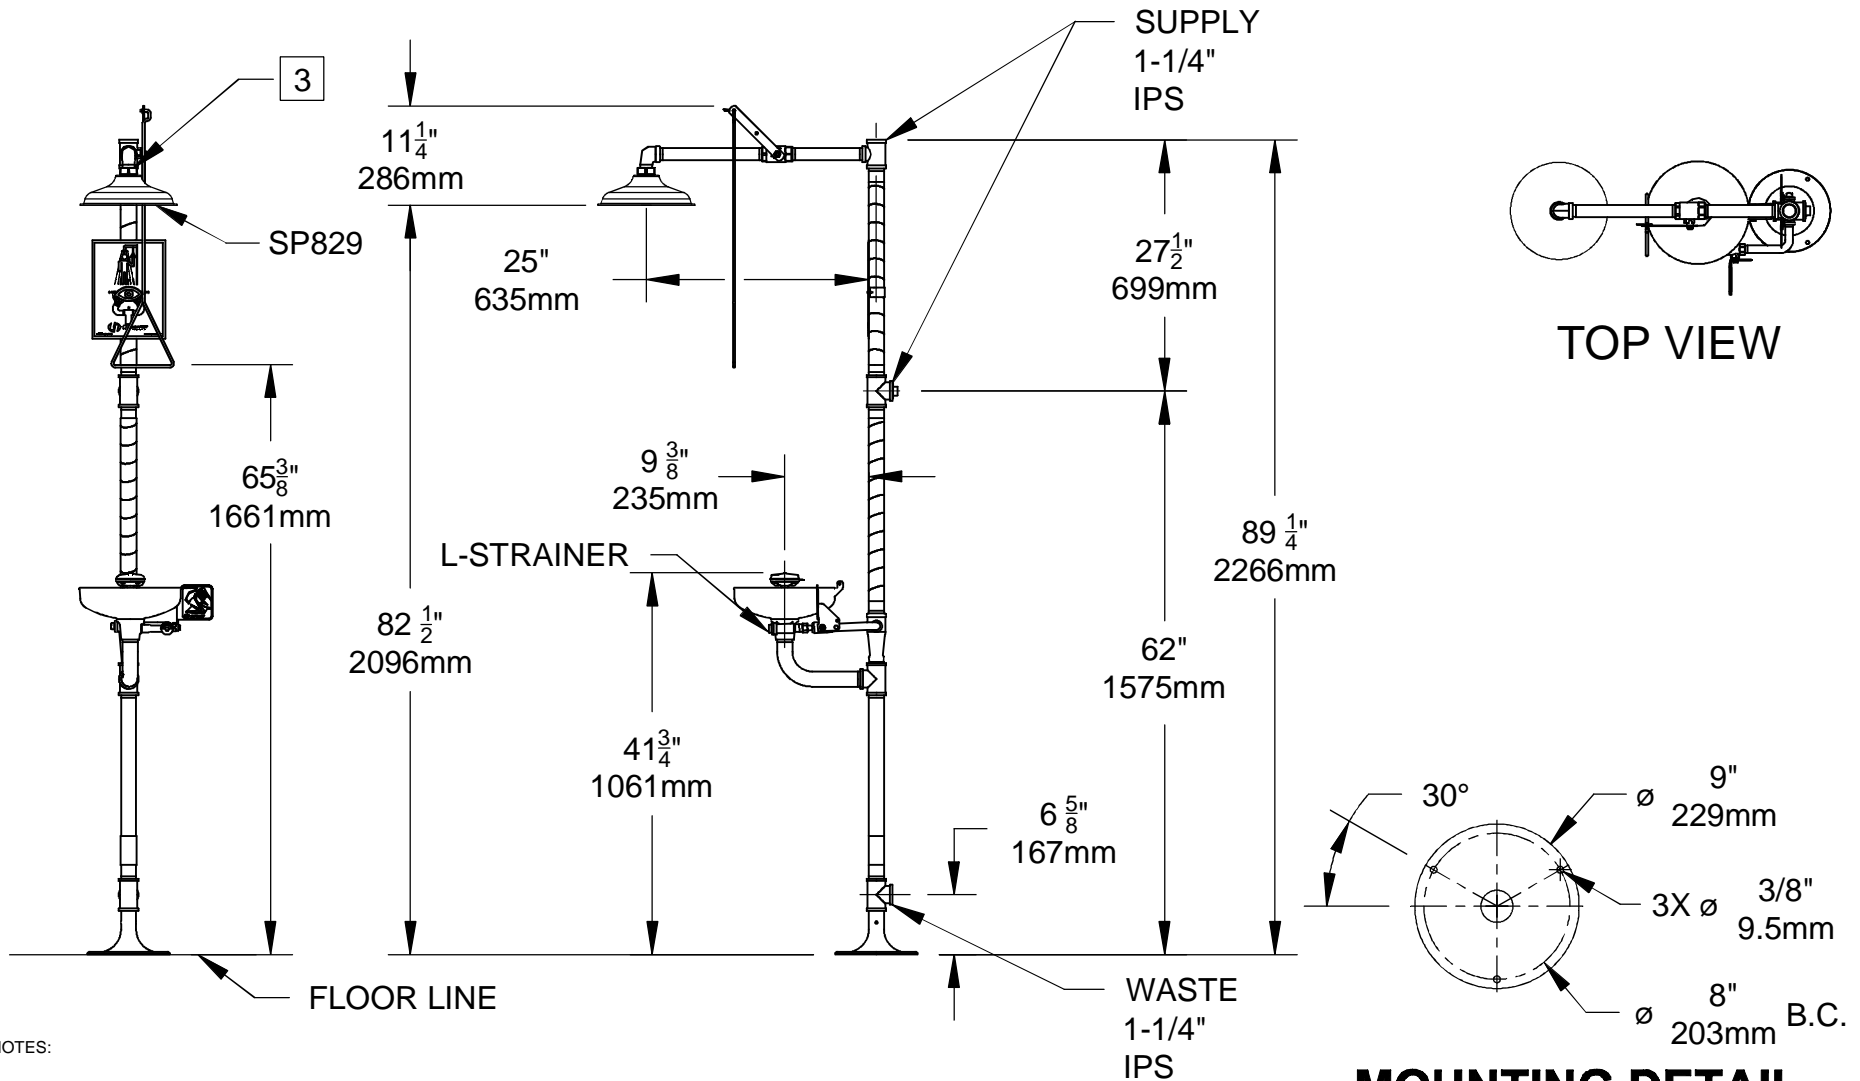 3
SP829
11 1/4"
286mm
25"
635mm
SUPPLY
1-1/4"
IPS
27 1/2"
699mm
TOP VIEW
65 3/8"
1661mm
82 1/2"
2096mm
9 3/8"
235mm
L-STRAINER
41 3/4"
1061mm
89 1/4"
2266mm
62"
1575mm
6 5/8"
167mm
FLOOR LINE
WASTE
1-1/4"
IPS
30°
ø 9"
229mm
3X ø 3/8"
9.5mm
ø 8"
203mm B.C.
MOUNTING DETAIL
NOTES: